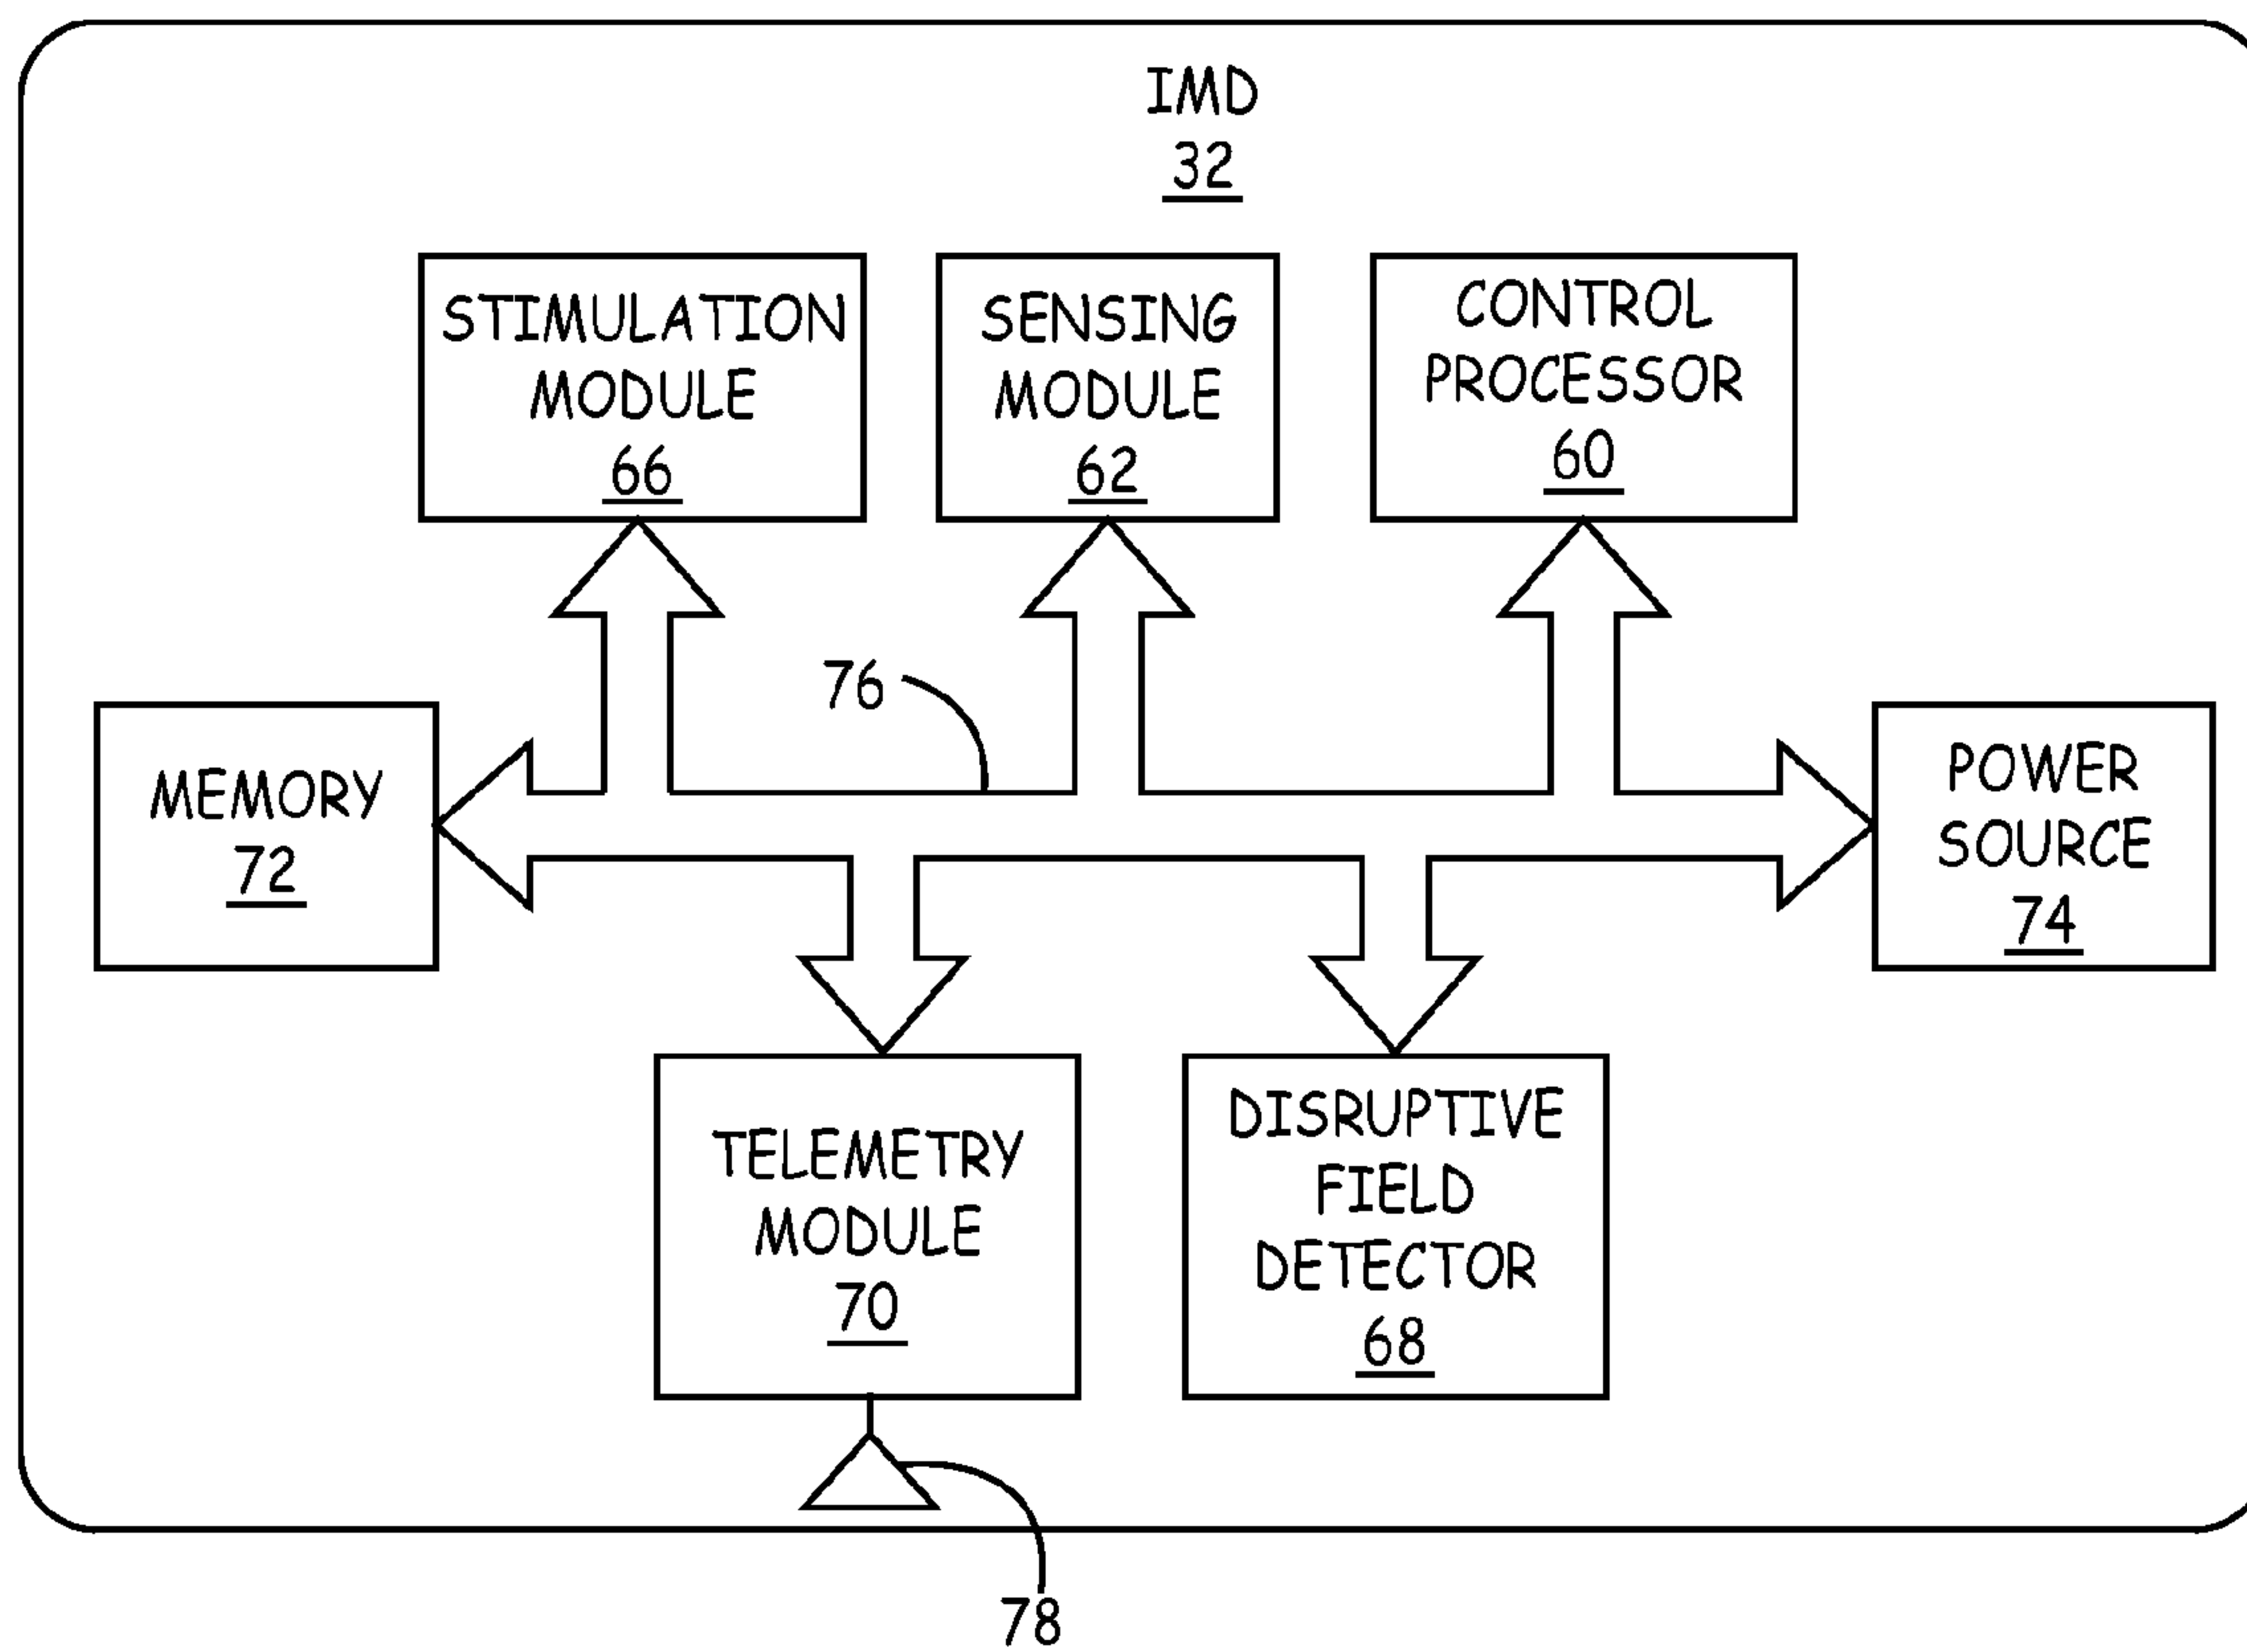 IMD
32
STIMULATION
MODULE
66
SENSING
MODULE
62
CONTROL
PROCESSOR
60
76
MEMORY
72
POWER
SOURCE
74
TELEMETRY
MODULE
70
DISRUPTIVE
FIELD
DETECTOR
68
78